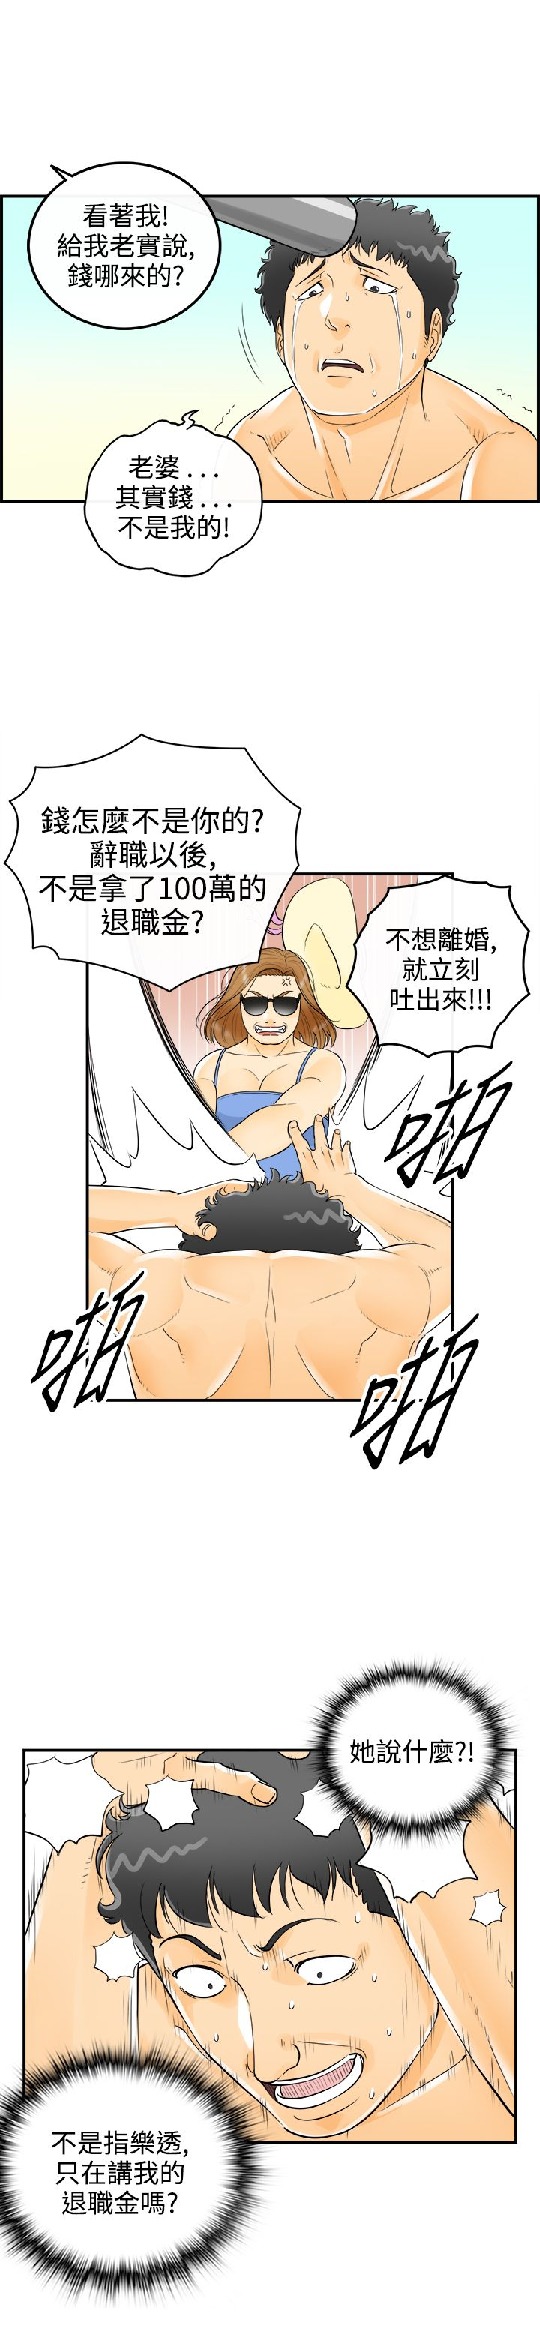 看著我!
給我老實說,
錢哪來的?
老婆...
其實錢...
不是我的!
錢怎麼不是你的?
辭職以後,
不是拿了100萬的
退職金?
不想離婚,
就立刻
吐出來!!!
啪
啪
啪
她說什麼?!
不是指樂透,
只在講我的
退職金嗎?